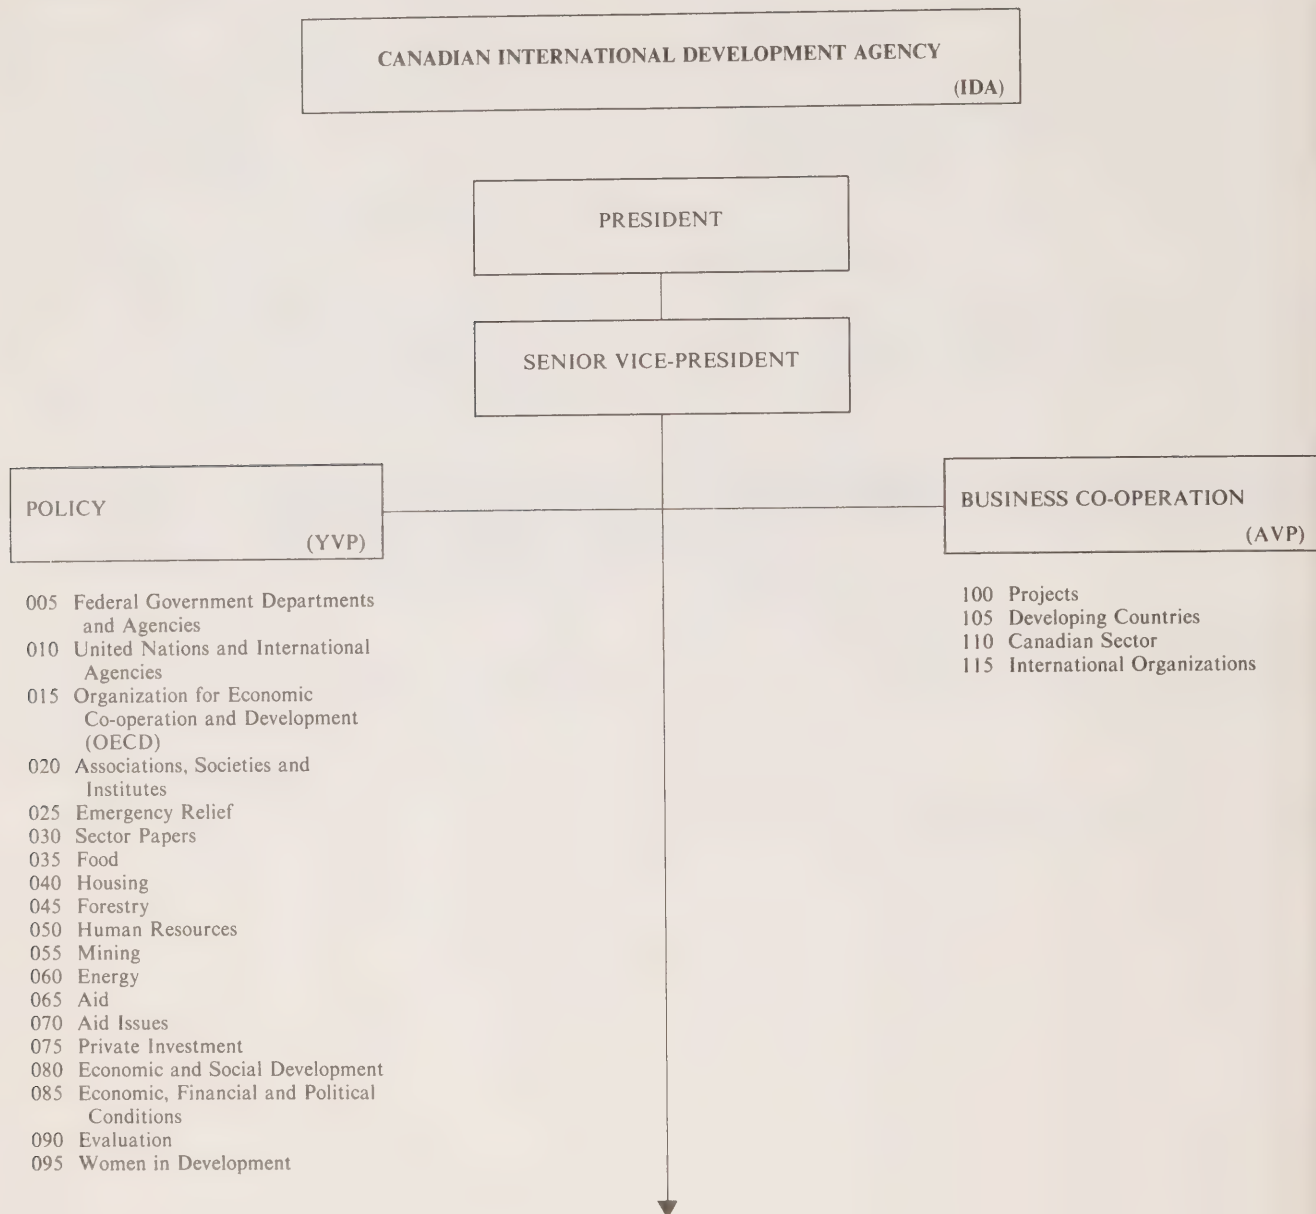 CANADIAN INTERNATIONAL DEVELOPMENT AGENCY
(IDA)
PRESIDENT
SENIOR VICE-PRESIDENT
POLICY
(YVP)
005 Federal Government Departments
and Agencies
010 United Nations and International
Agencies
015 Organization for Economic
Co-operation and Development
(OECD)
020 Associations, Societies and
Institutes
025 Emergency Relief
030 Sector Papers
035 Food
040 Housing
045 Forestry
050 Human Resources
055 Mining
060 Energy
065 Aid
070 Aid Issues
075 Private Investment
080 Economic and Social Development
085 Economic, Financial and Political
Conditions
090 Evaluation
095 Women in Development
BUSINESS CO-OPERATION
(AVP)
100 Projects
105 Developing Countries
110 Canadian Sector
115 International Organizations